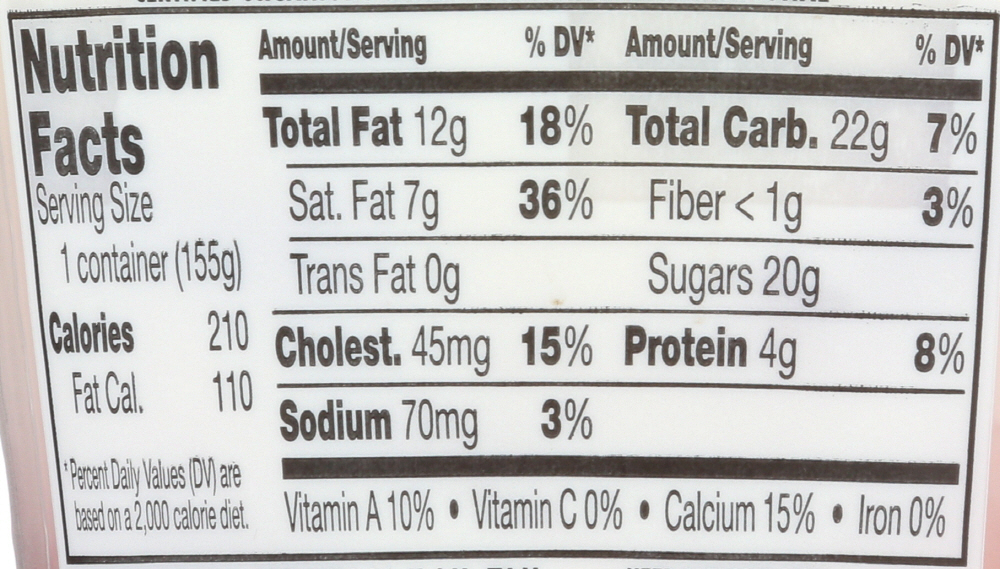 Nutrition
Facts
Serving Size
1 container (155g)
Calories 210
Fat Cal. 110
*Percent Daily Values (DV) are
based on a 2,000 calorie diet.
Amount/Serving % DV* Amount/Serving % DV*
Total Fat 12g 18% Total Carb. 22g 7%
Sat. Fat 7g 36% Fiber < 1g 3%
Trans Fat 0g Sugars 20g
Cholest. 45mg 15% Protein 4g 8%
Sodium 70mg 3%
Vitamin A 10% • Vitamin C 0% • Calcium 15% • Iron 0%